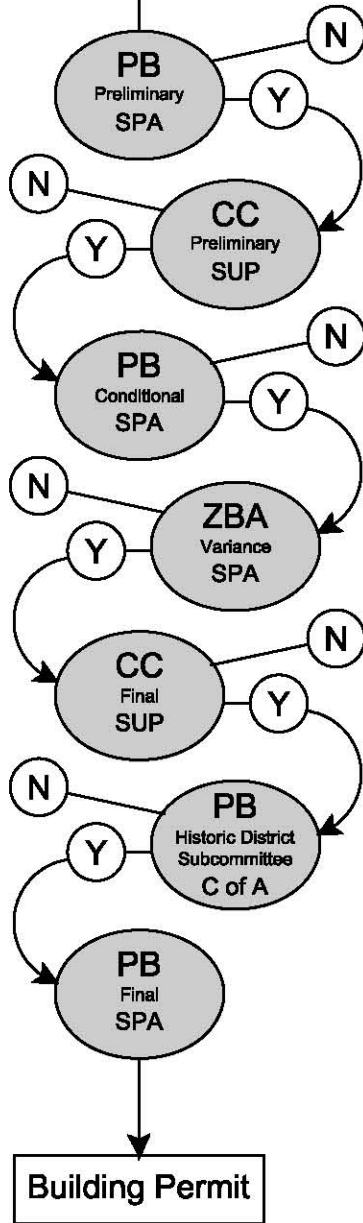 N
PB
Preliminary
SPA
Y
N
CC
Preliminary
SUP
Y
N
PB
Conditional
SPA
Y
N
ZBA
Variance
SPA
Y
N
CC
Final
SUP
Y
N
PB
Historic District
Subcommittee
C of A
Y
PB
Final
SPA
Building Permit